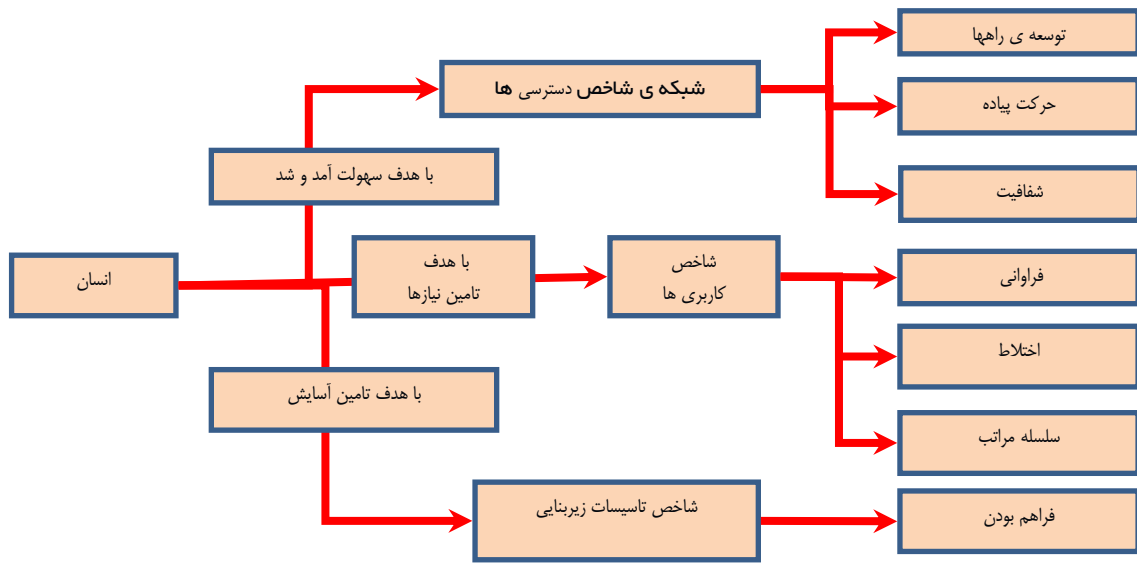 توسعه ی راهها
شبکه ی شاخص دسترسی ها
حرکت پیاده
با هدف سهولت آمد و شد
شفافیت
انسان
با هدف
تامین نیازها
شاخص
کاربری ها
فراوانی
اختلاط
با هدف تامین آسایش
سلسله مراتب
شاخص تاسیسات زیربنایی
فراهم بودن